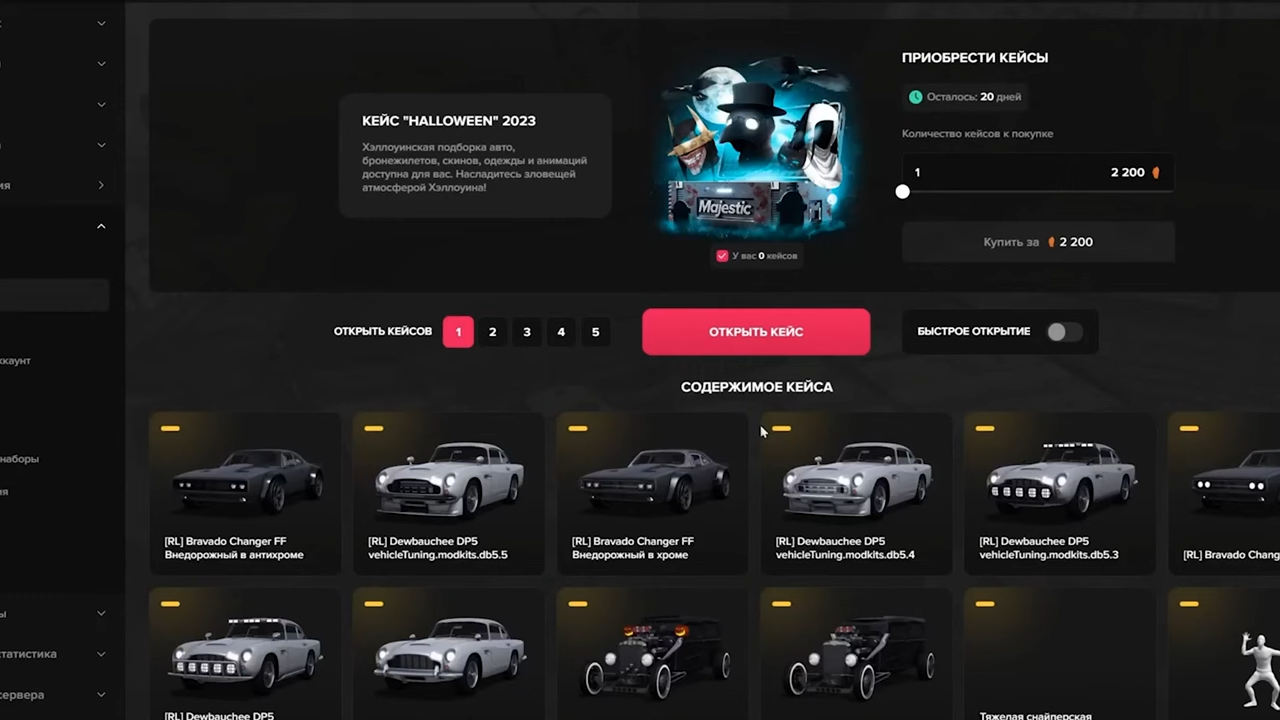 ПРИОБРЕСТИ КЕЙСЫ
Осталось: 20 дней
КЕЙС "HALLOWEEN" 2023
Количество кейсов к покупке
Хэллоуинская подборка авто,
бронежилетов, скинов, одежды и анимаций
доступна для вас. Насладитесь зловещей
атмосферой Хэллоуина!
1 2 200
Majestic
Купить за 2 200
У вас 0 кейсов
ОТКРЫТЬ КЕЙСОВ 1 2 3 4 5
ОТКРЫТЬ КЕЙС
БЫСТРОЕ ОТКРЫТИЕ
СОДЕРЖИМОЕ КЕЙСА
[RL] Bravado Changer FF
Внедорожный в антихроме
[RL] Dewbauchee DP5
vehicleTuning.modkits.db5.5
[RL] Bravado Changer FF
Внедорожный в хроме
[RL] Dewbauchee DP5
vehicleTuning.modkits.db5.4
[RL] Dewbauchee DP5
vehicleTuning.modkits.db5.3
[RL] Bravado Chang
наборы
[RL] Dewbauchee DP5
Тяжелая снайперская